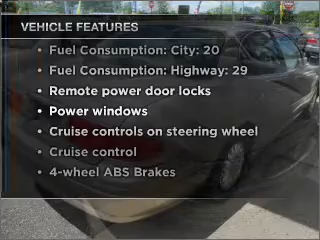 VEHICLE FEATURES
• Fuel Consumption: City: 20
• Fuel Consumption: Highway: 29
• Remote power door locks
• Power windows
• Cruise controls on steering wheel
• Cruise control
• 4-wheel ABS Brakes